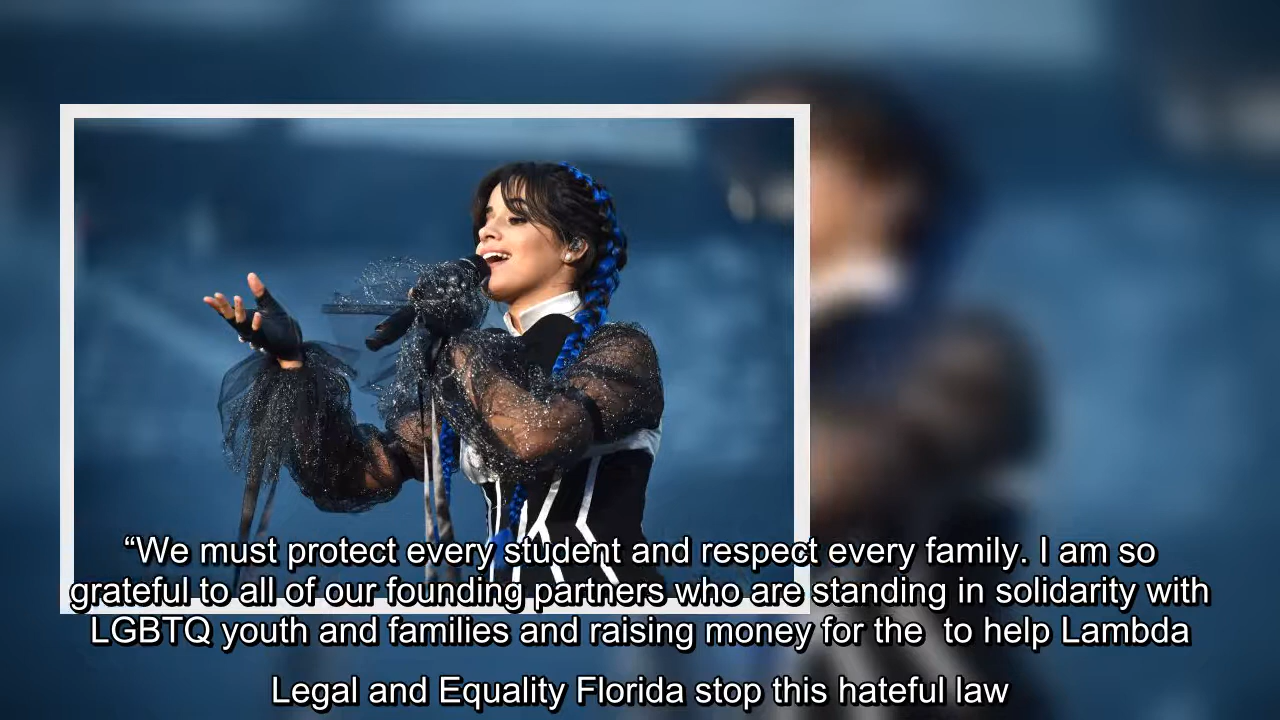 “We must protect every student and respect every family. I am so
grateful to all of our founding partners who are standing in solidarity with
LGBTQ youth and families and raising money for the  to help Lambda
Legal and Equality Florida stop this hateful law